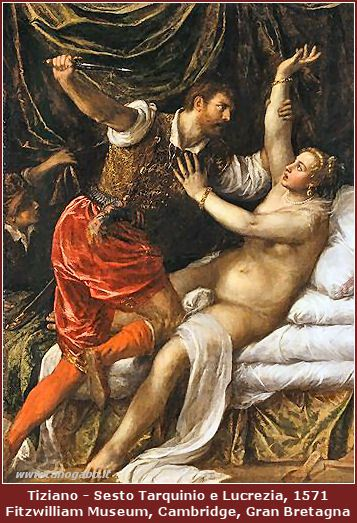 Tiziano - Sesto Tarquinio e Lucrezia, 1571
Fitzwilliam Museum, Cambridge, Gran Bretagna